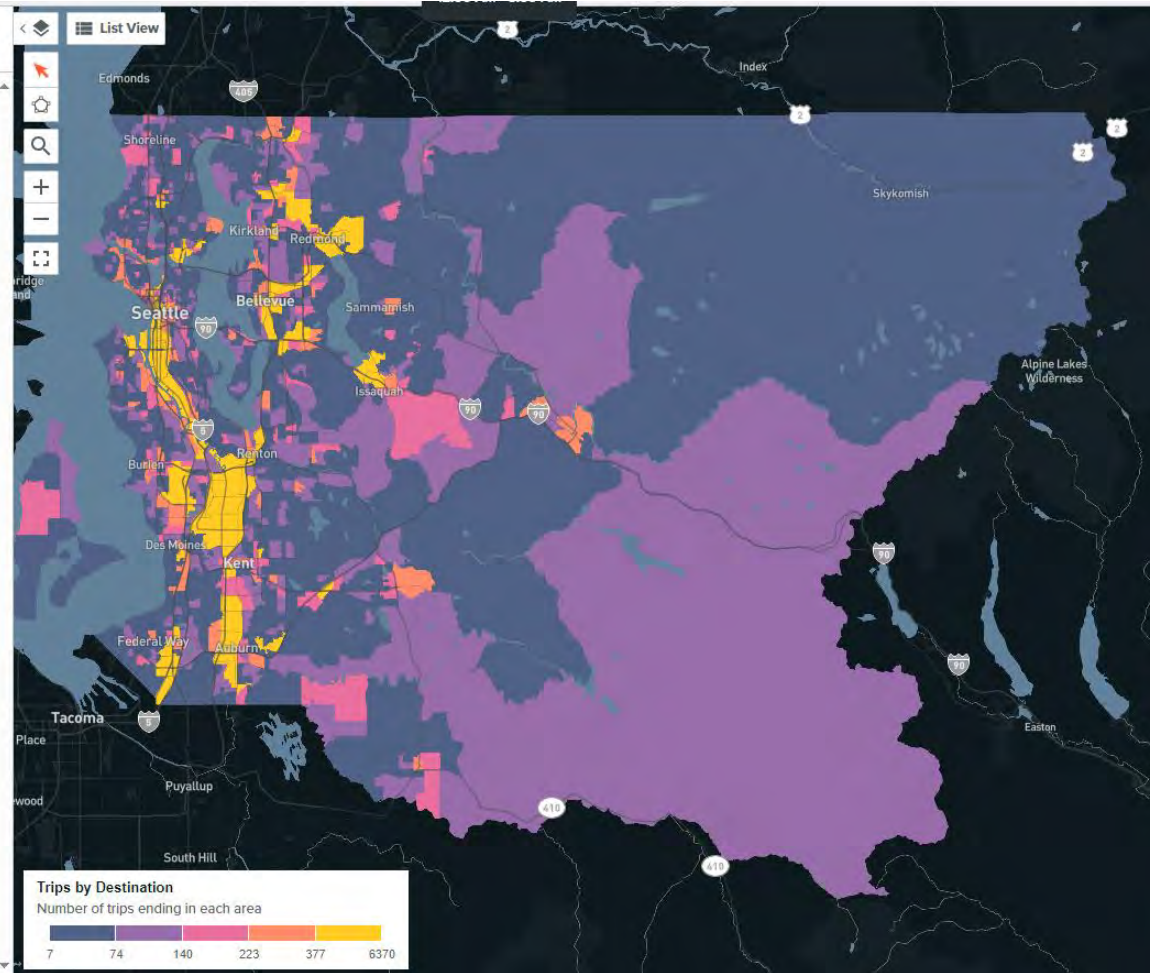 List View
2
Edmonds
405
Index
2
2
Shoreline
2
Skykomish
Kirkland
Redmond
Bellevue
Sammamish
Seattle
90
Alpine Lakes
Wilderness
Issaquah
90
90
5
Renton
Burien
Des Moines
90
Kent
Federal Way
Auburn
90
Tacoma
5
Easton
Place
Puyallup
410
ewood
South Hill
410
Trips by Destination
Number of trips ending in each area
7 74 140 223 377 6370